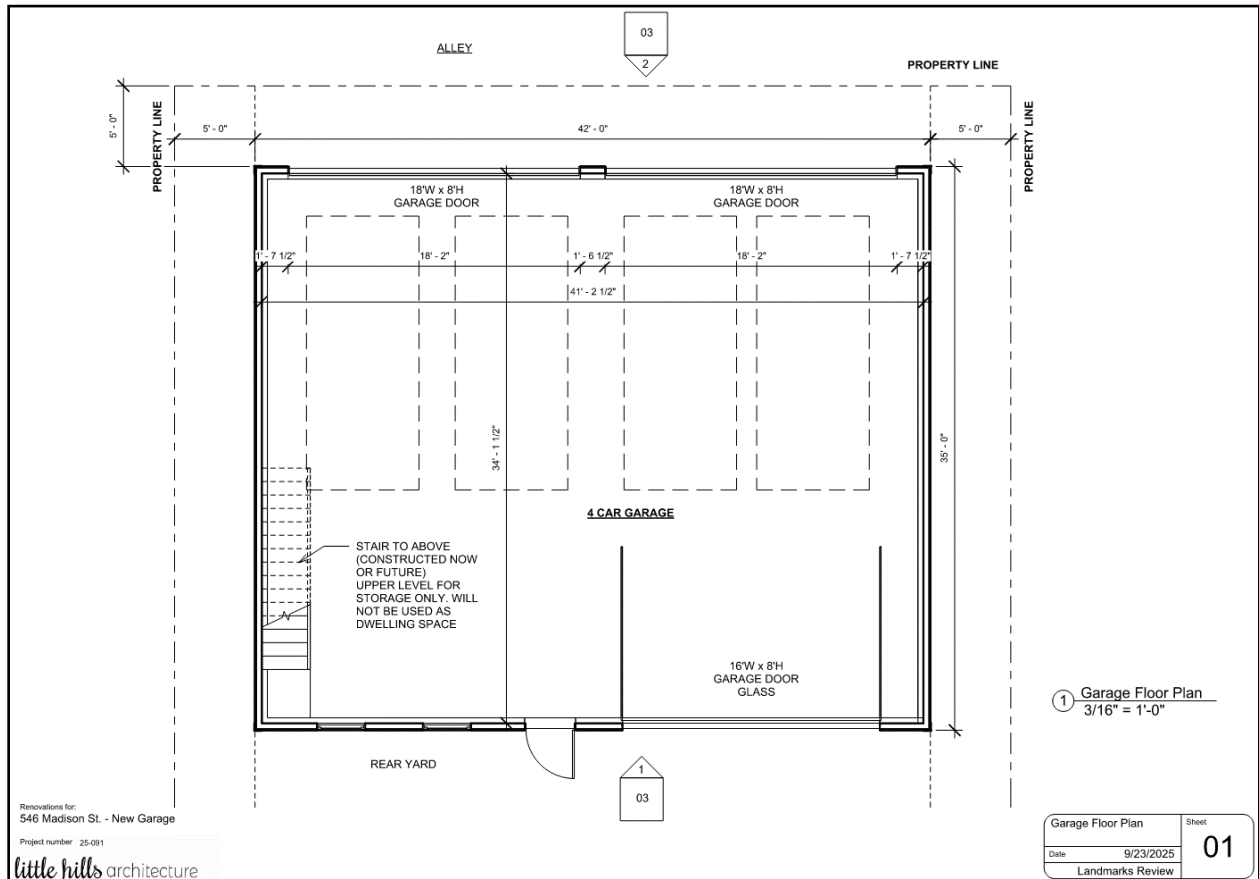 03
ALLEY
2
PROPERTY LINE
5' - 0"
PROPERTY LINE
5' - 0"
42' - 0"
5' - 0"
PROPERTY LINE
18'W x 8'H
GARAGE DOOR
18'W x 8'H
GARAGE DOOR
1' - 7 1/2"
18' - 2"
1' - 6 1/2"
18' - 2"
1' - 7 1/2"
41' - 2 1/2"
34' - 1 1/2"
35' - 0"
4 CAR GARAGE
STAIR TO ABOVE
(CONSTRUCTED NOW
OR FUTURE)
UPPER LEVEL FOR
STORAGE ONLY. WILL
NOT BE USED AS
DWELLING SPACE
16'W x 8'H
GARAGE DOOR
GLASS
1
Garage Floor Plan
3/16" = 1'-0"
REAR YARD
1
03
Renovations for:
546 Madison St. - New Garage
Project number 25-091
little hills architecture
Garage Floor Plan
Sheet
01
Date 9/23/2025
Landmarks Review